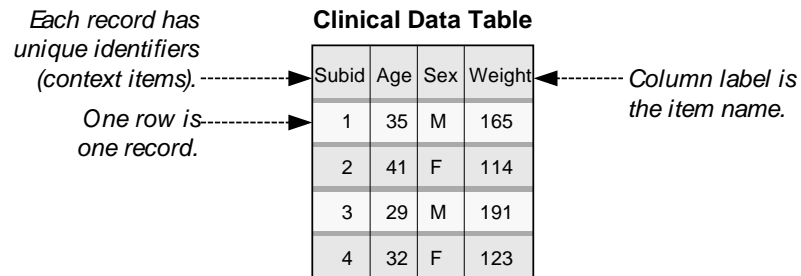 Clinical Data Table
Each record has
unique identifiers
(context items).
One row is
one record.
Subid Age Sex Weight
1 35 M 165
2 41 F 114
3 29 M 191
4 32 F 123
Column label is
the item name.